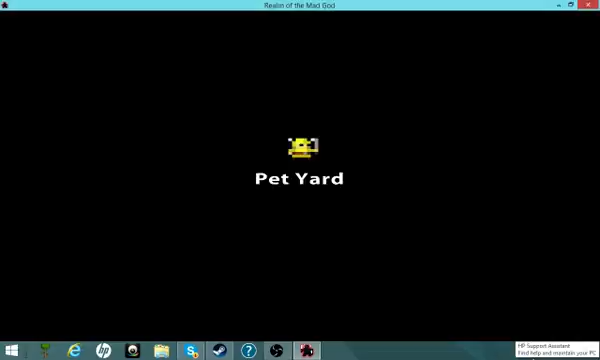 Realm of the Mad God
Pet Yard
HP Support Assistant
Find help and maintain your PC